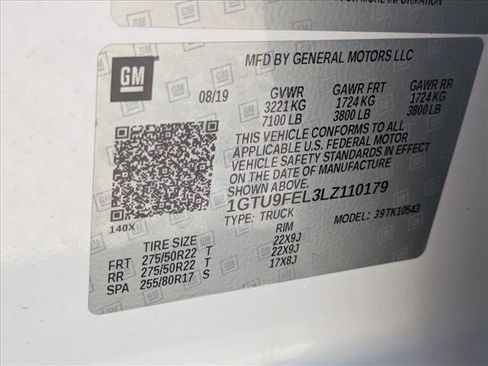 FOR MORE INFORMATION
GM
MFD BY GENERAL MOTORS LLC
08/19 GVWR GAWR FRT GAWR RR
3221 KG 1724 KG 1724 KG
7100 LB 3800 LB 3800 LB
THIS VEHICLE CONFORMS TO ALL
APPLICABLE U.S. FEDERAL MOTOR
VEHICLE SAFETY STANDARDS IN EFFECT
ON THE DATE OF MANUFACTURE
SHOWN ABOVE.
1GTU9FEL3LZ110179
140X TYPE: TRUCK MODEL: 39TK10543
TIRE SIZE RIM
FRT 275/50R22 T 22X9J
RR 275/50R22 T 22X9J
SPA 255/80R17 S 17X8J